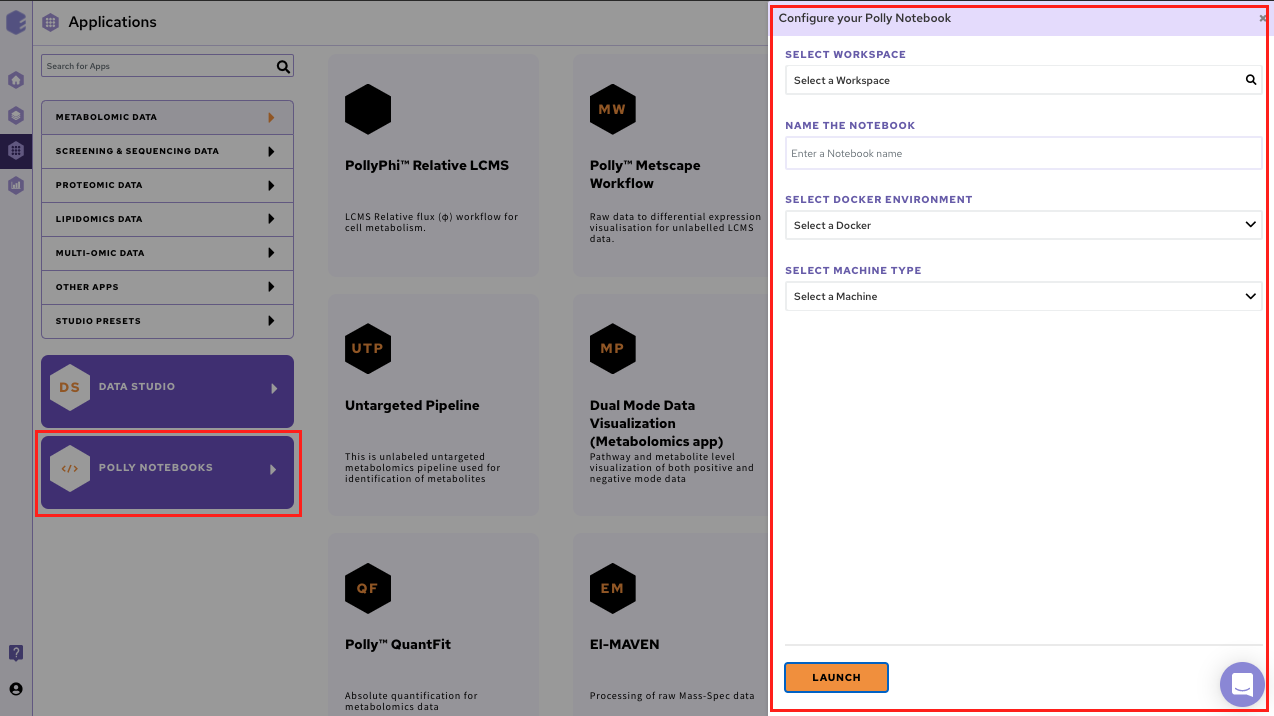 Applications
Search for Apps
METABOLOMIC DATA
SCREENING & SEQUENCING DATA
PROTEOMIC DATA
LIPIDOMICS DATA
MULTI-OMIC DATA
OTHER APPS
STUDIO PRESETS
DS
DATA STUDIO
</>
POLLY NOTEBOOKS
?
PollyPhi™ Relative LCMS
LCMS Relative flux (φ) workflow for
cell metabolism.
MW
Polly™ Metscape
Workflow
Raw data to differential expression
visualisation for unlabelled LCMS
data.
UTP
Untargeted Pipeline
This is unlabeled untargeted
metabolomics pipeline used for
identification of metabolites
MP
Dual Mode Data
Visualization
(Metabolomics app)
Pathway and metabolite level
visualization of both positive and
negative mode data
QF
Polly™ QuantFit
Absolute quantification for
metabolomics data
EM
El-MAVEN
Processing of raw Mass-Spec data
Configure your Polly Notebook
SELECT WORKSPACE
Select a Workspace
NAME THE NOTEBOOK
Enter a Notebook name
SELECT DOCKER ENVIRONMENT
Select a Docker
SELECT MACHINE TYPE
Select a Machine
LAUNCH